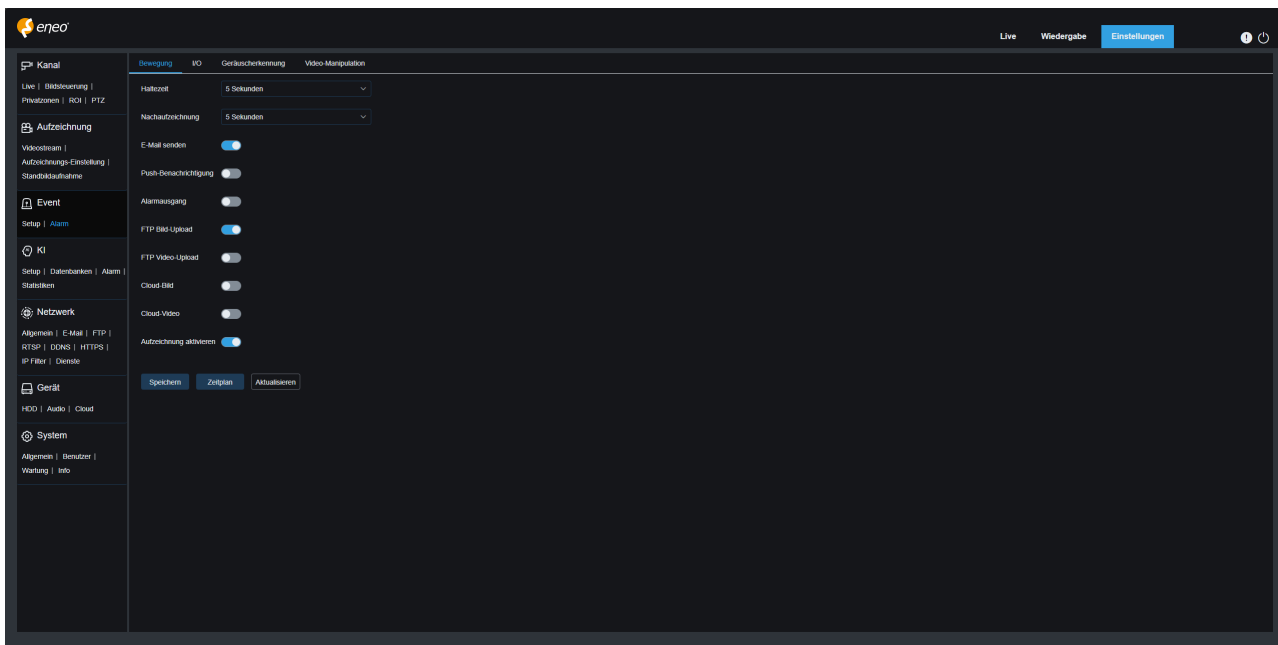 eneo
Live Wiedergabe Einstellungen
Kanal
Live | Bildsteuerung |
Privatzonen | ROI | PTZ
Aufzeichnung
Videostream |
Aufzeichnungs-Einstellung |
Standbildaufnahme
Event
Setup | Alarm
KI
Setup | Datenbanken | Alarm |
Statistiken
Netzwerk
Allgemein | E-Mail | FTP |
RTSP | DDNS | HTTPS |
IP Filter | Dienste
Gerät
HDD | Audio | Cloud
System
Allgemein | Benutzer |
Wartung | Info
Bewegung I/O Geräuscherkennung Video-Manipulation
Haltezeit 5 Sekunden
Nachaufzeichnung 5 Sekunden
E-Mail senden
Push-Benachrichtigung
Alarmausgang
FTP Bild-Upload
FTP Video-Upload
Cloud-Bild
Cloud-Video
Aufzeichnung aktivieren
Speichern Zeitplan Aktualisieren